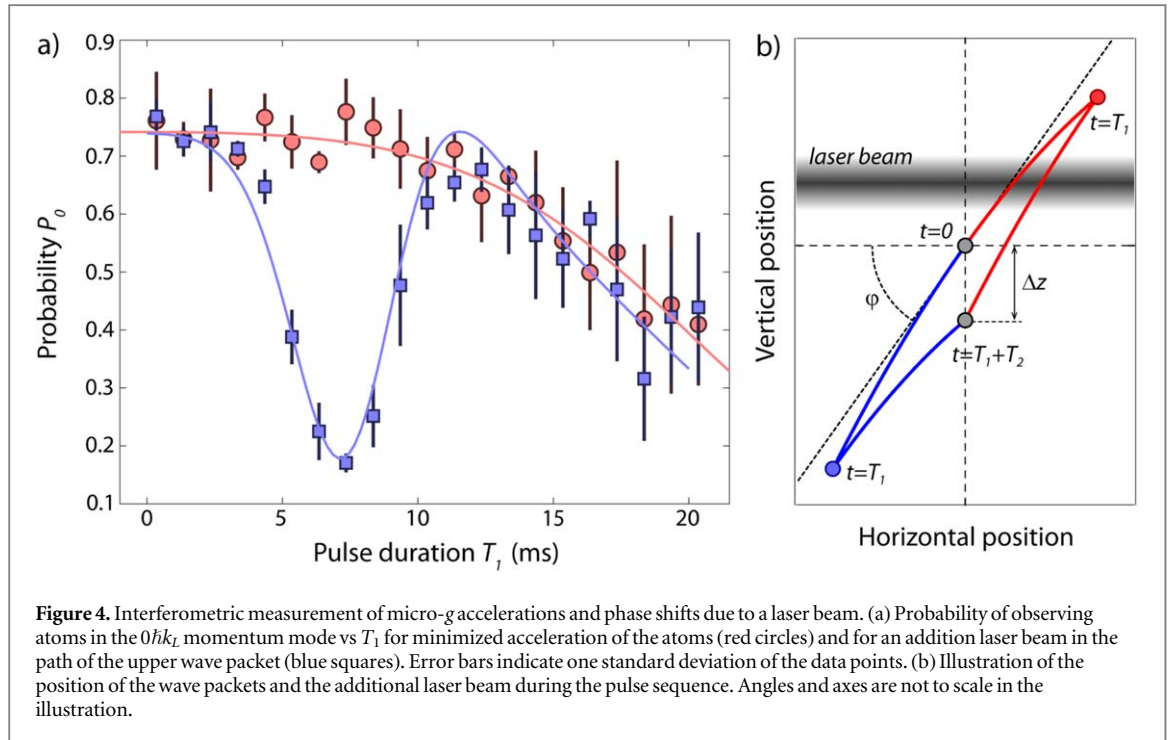 a)
0.9
0.8
0.7
0.6
0.5
0.4
0.3
0.2
0.1
Probability P₀
0
5
10
15
20
Pulse duration T₁ (ms)
b)
laser beam
t=T₁
t=0
Δz
φ
t=T₁+T₂
t=T₁
Vertical position
Horizontal position
Figure 4. Interferometric measurement of micro-g accelerations and phase shifts due to a laser beam. (a) Probability of observing
atoms in the 0ℏk_L momentum mode vs T₁ for minimized acceleration of the atoms (red circles) and for an addition laser beam in the
path of the upper wave packet (blue squares). Error bars indicate one standard deviation of the data points. (b) Illustration of the
position of the wave packets and the additional laser beam during the pulse sequence. Angles and axes are not to scale in the
illustration.